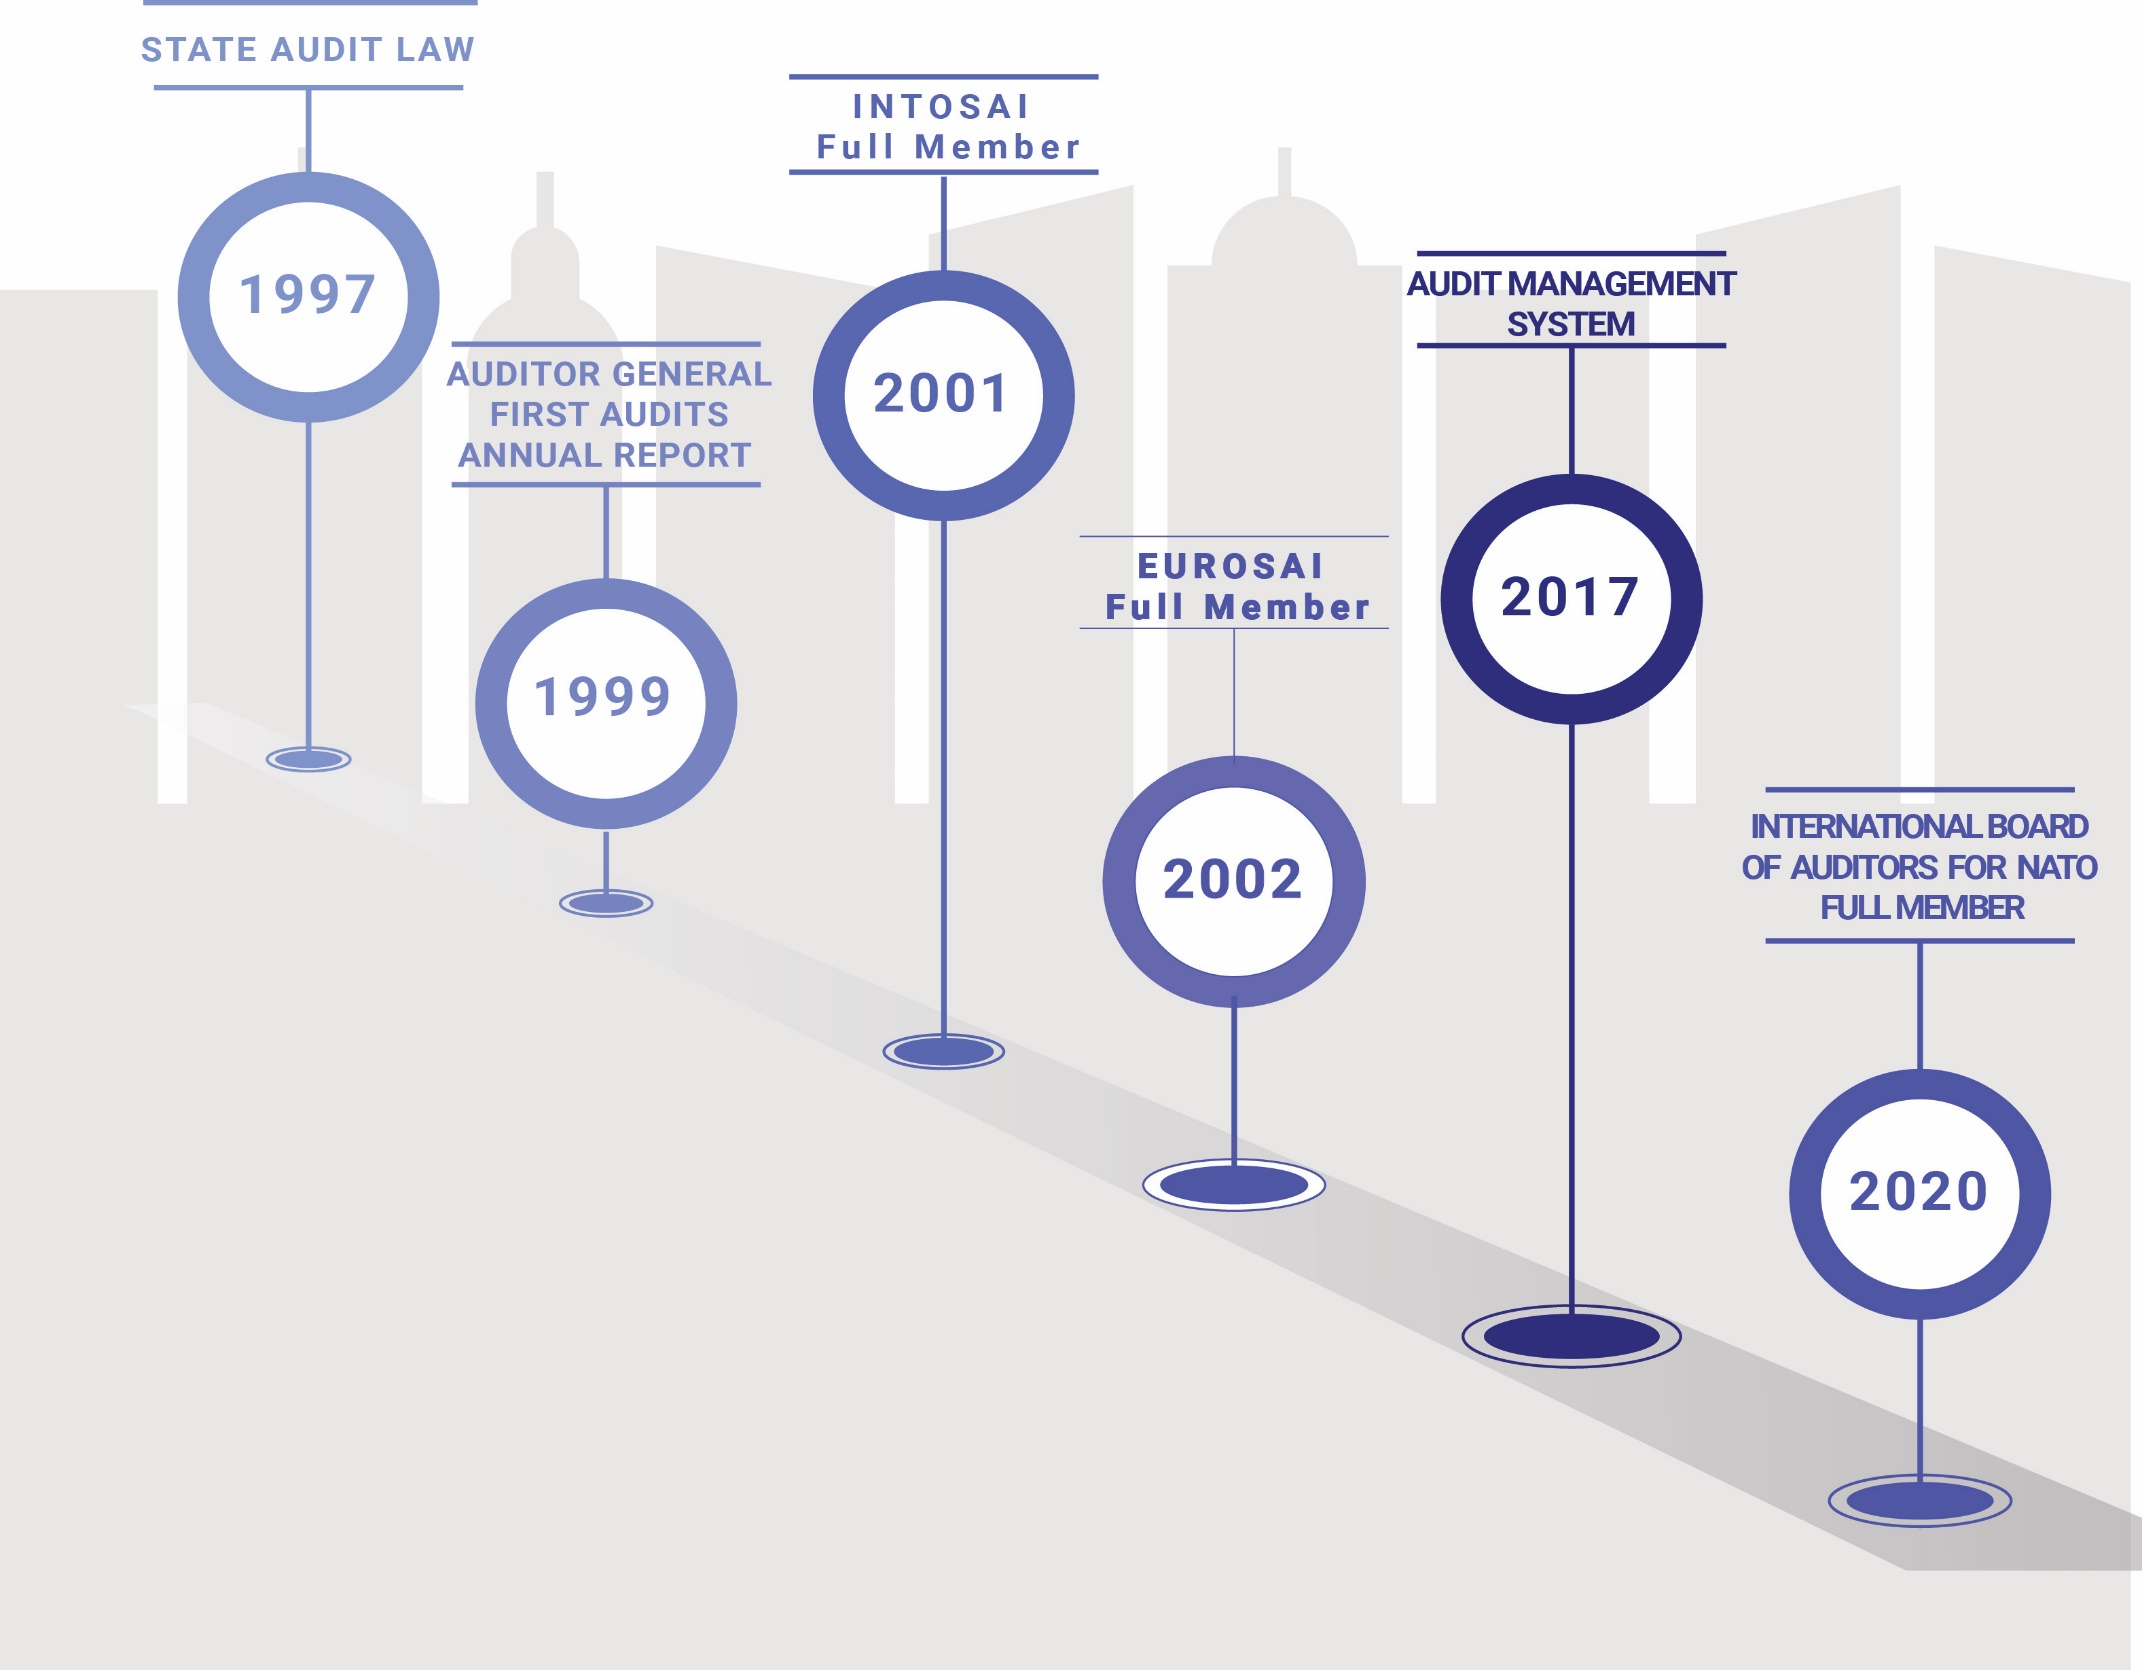 STATE AUDIT LAW
1997
AUDITOR GENERAL
FIRST AUDITS
ANNUAL REPORT
1999
INTOSAI
Full Member
2001
EUROSAI
Full Member
2002
AUDIT MANAGEMENT
SYSTEM
2017
INTERNATIONAL BOARD
OF AUDITORS FOR NATO
FULL MEMBER
2020